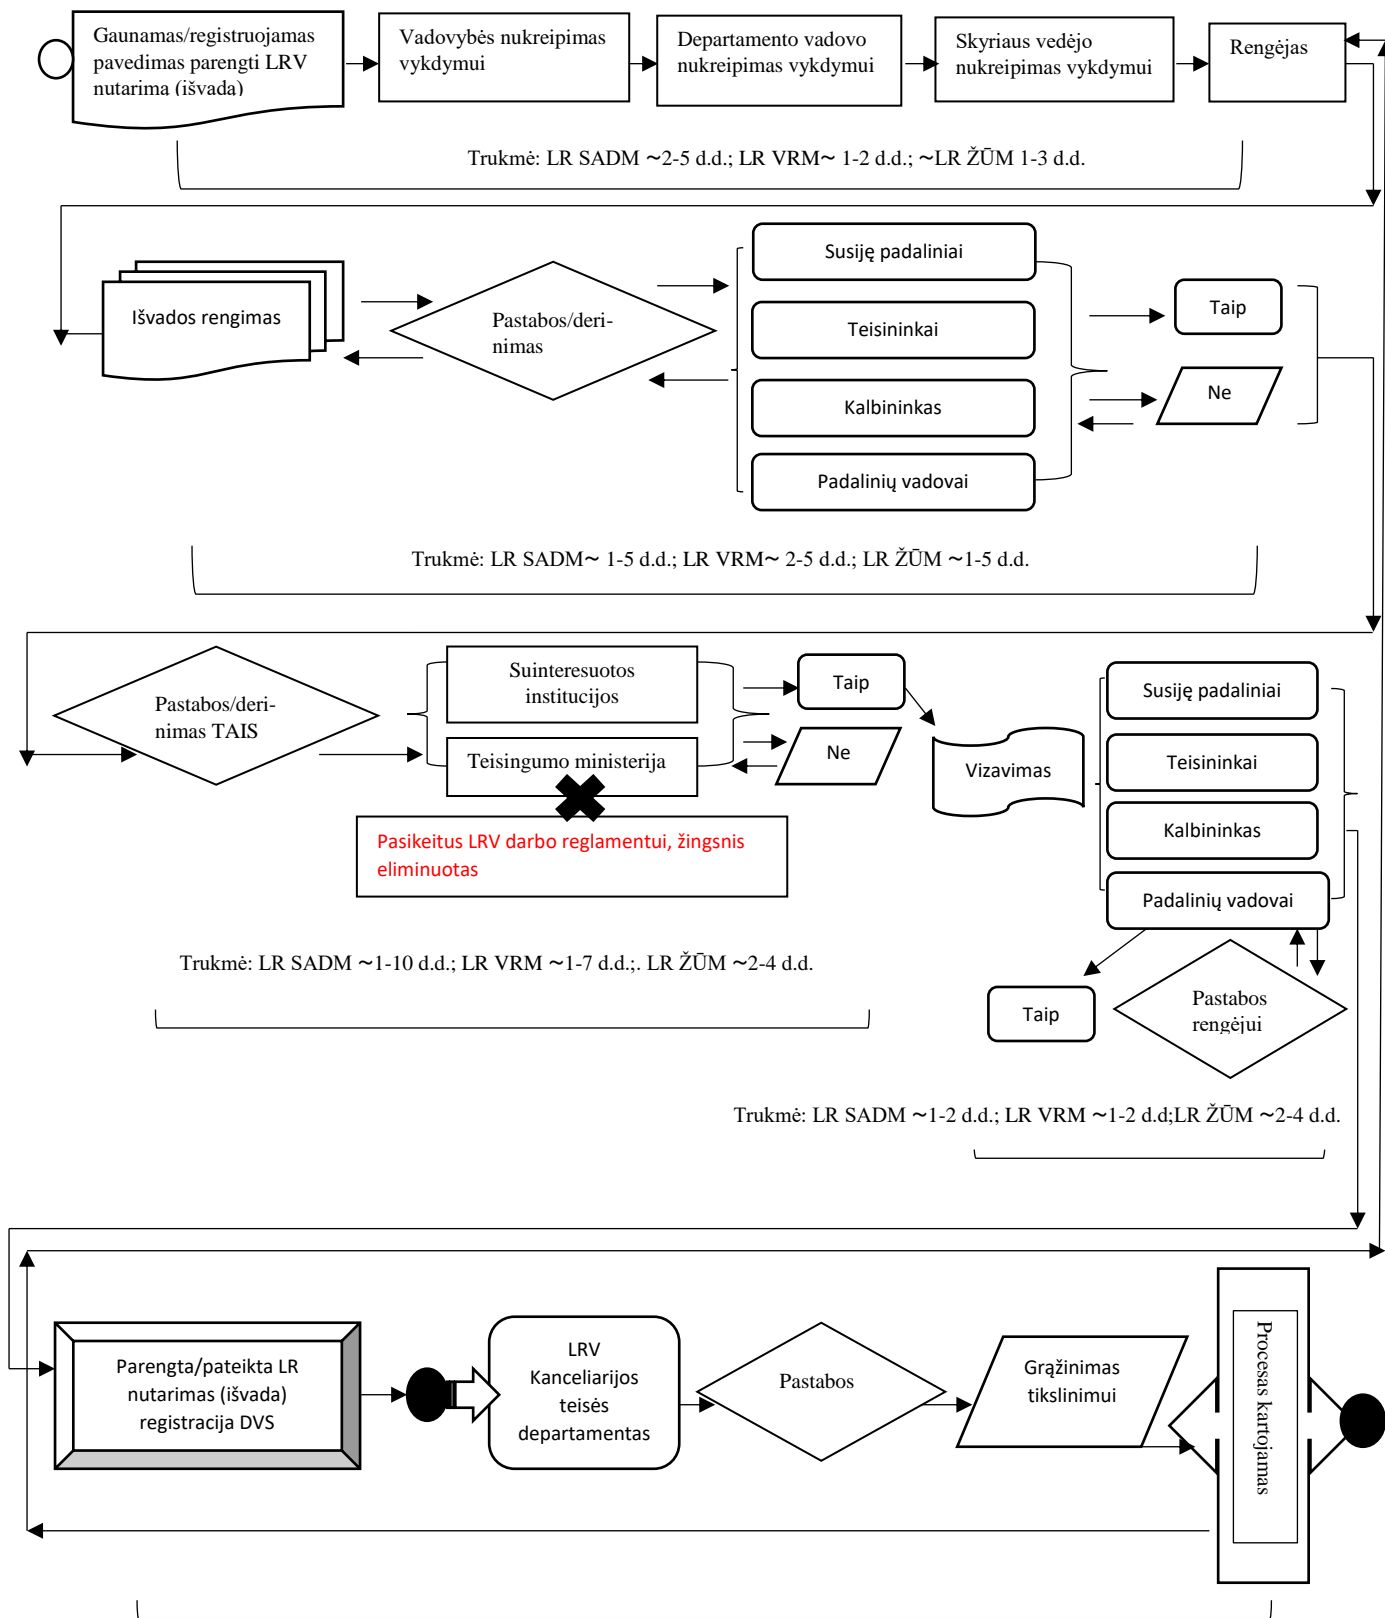 Gaunamas/registruojamas
pavedimas parengti LRV
nutarima (išvada)
Vadovybės nukreipimas
vykdymui
Departamento vadovo
nukreipimas vykdymui
Skyriaus vedėjo
nukreipimas vykdymui
Rengėjas
Trukmė: LR SADM ~2-5 d.d.; LR VRM~ 1-2 d.d.; ~LR ŽŪM 1-3 d.d.
Išvados rengimas
Pastabos/deri-
nimas
Susiję padaliniai
Teisininkai
Kalbininkas
Padalinių vadovai
Taip
Ne
Trukmė: LR SADM~ 1-5 d.d.; LR VRM~ 2-5 d.d.; LR ŽŪM ~1-5 d.d.
Pastabos/deri-
nimas TAIS
Suinteresuotos
institucijos
Teisingumo ministerija
Pasikeitus LRV darbo reglamentui, žingsnis
eliminuotas
Taip
Ne
Vizavimas
Susiję padaliniai
Teisininkai
Kalbininkas
Padalinių vadovai
Trukmė: LR SADM ~1-10 d.d.; LR VRM ~1-7 d.d.;. LR ŽŪM ~2-4 d.d.
Taip
Pastabos
rengėjui
Trukmė: LR SADM ~1-2 d.d.; LR VRM ~1-2 d.d;LR ŽŪM ~2-4 d.d.
Parengta/pateikta LR
nutarimas (išvada)
registracija DVS
LRV
Kanceliarijos
teisės
departamentas
Pastabos
Grąžinimas
tikslinimui
Procesas kartojamas